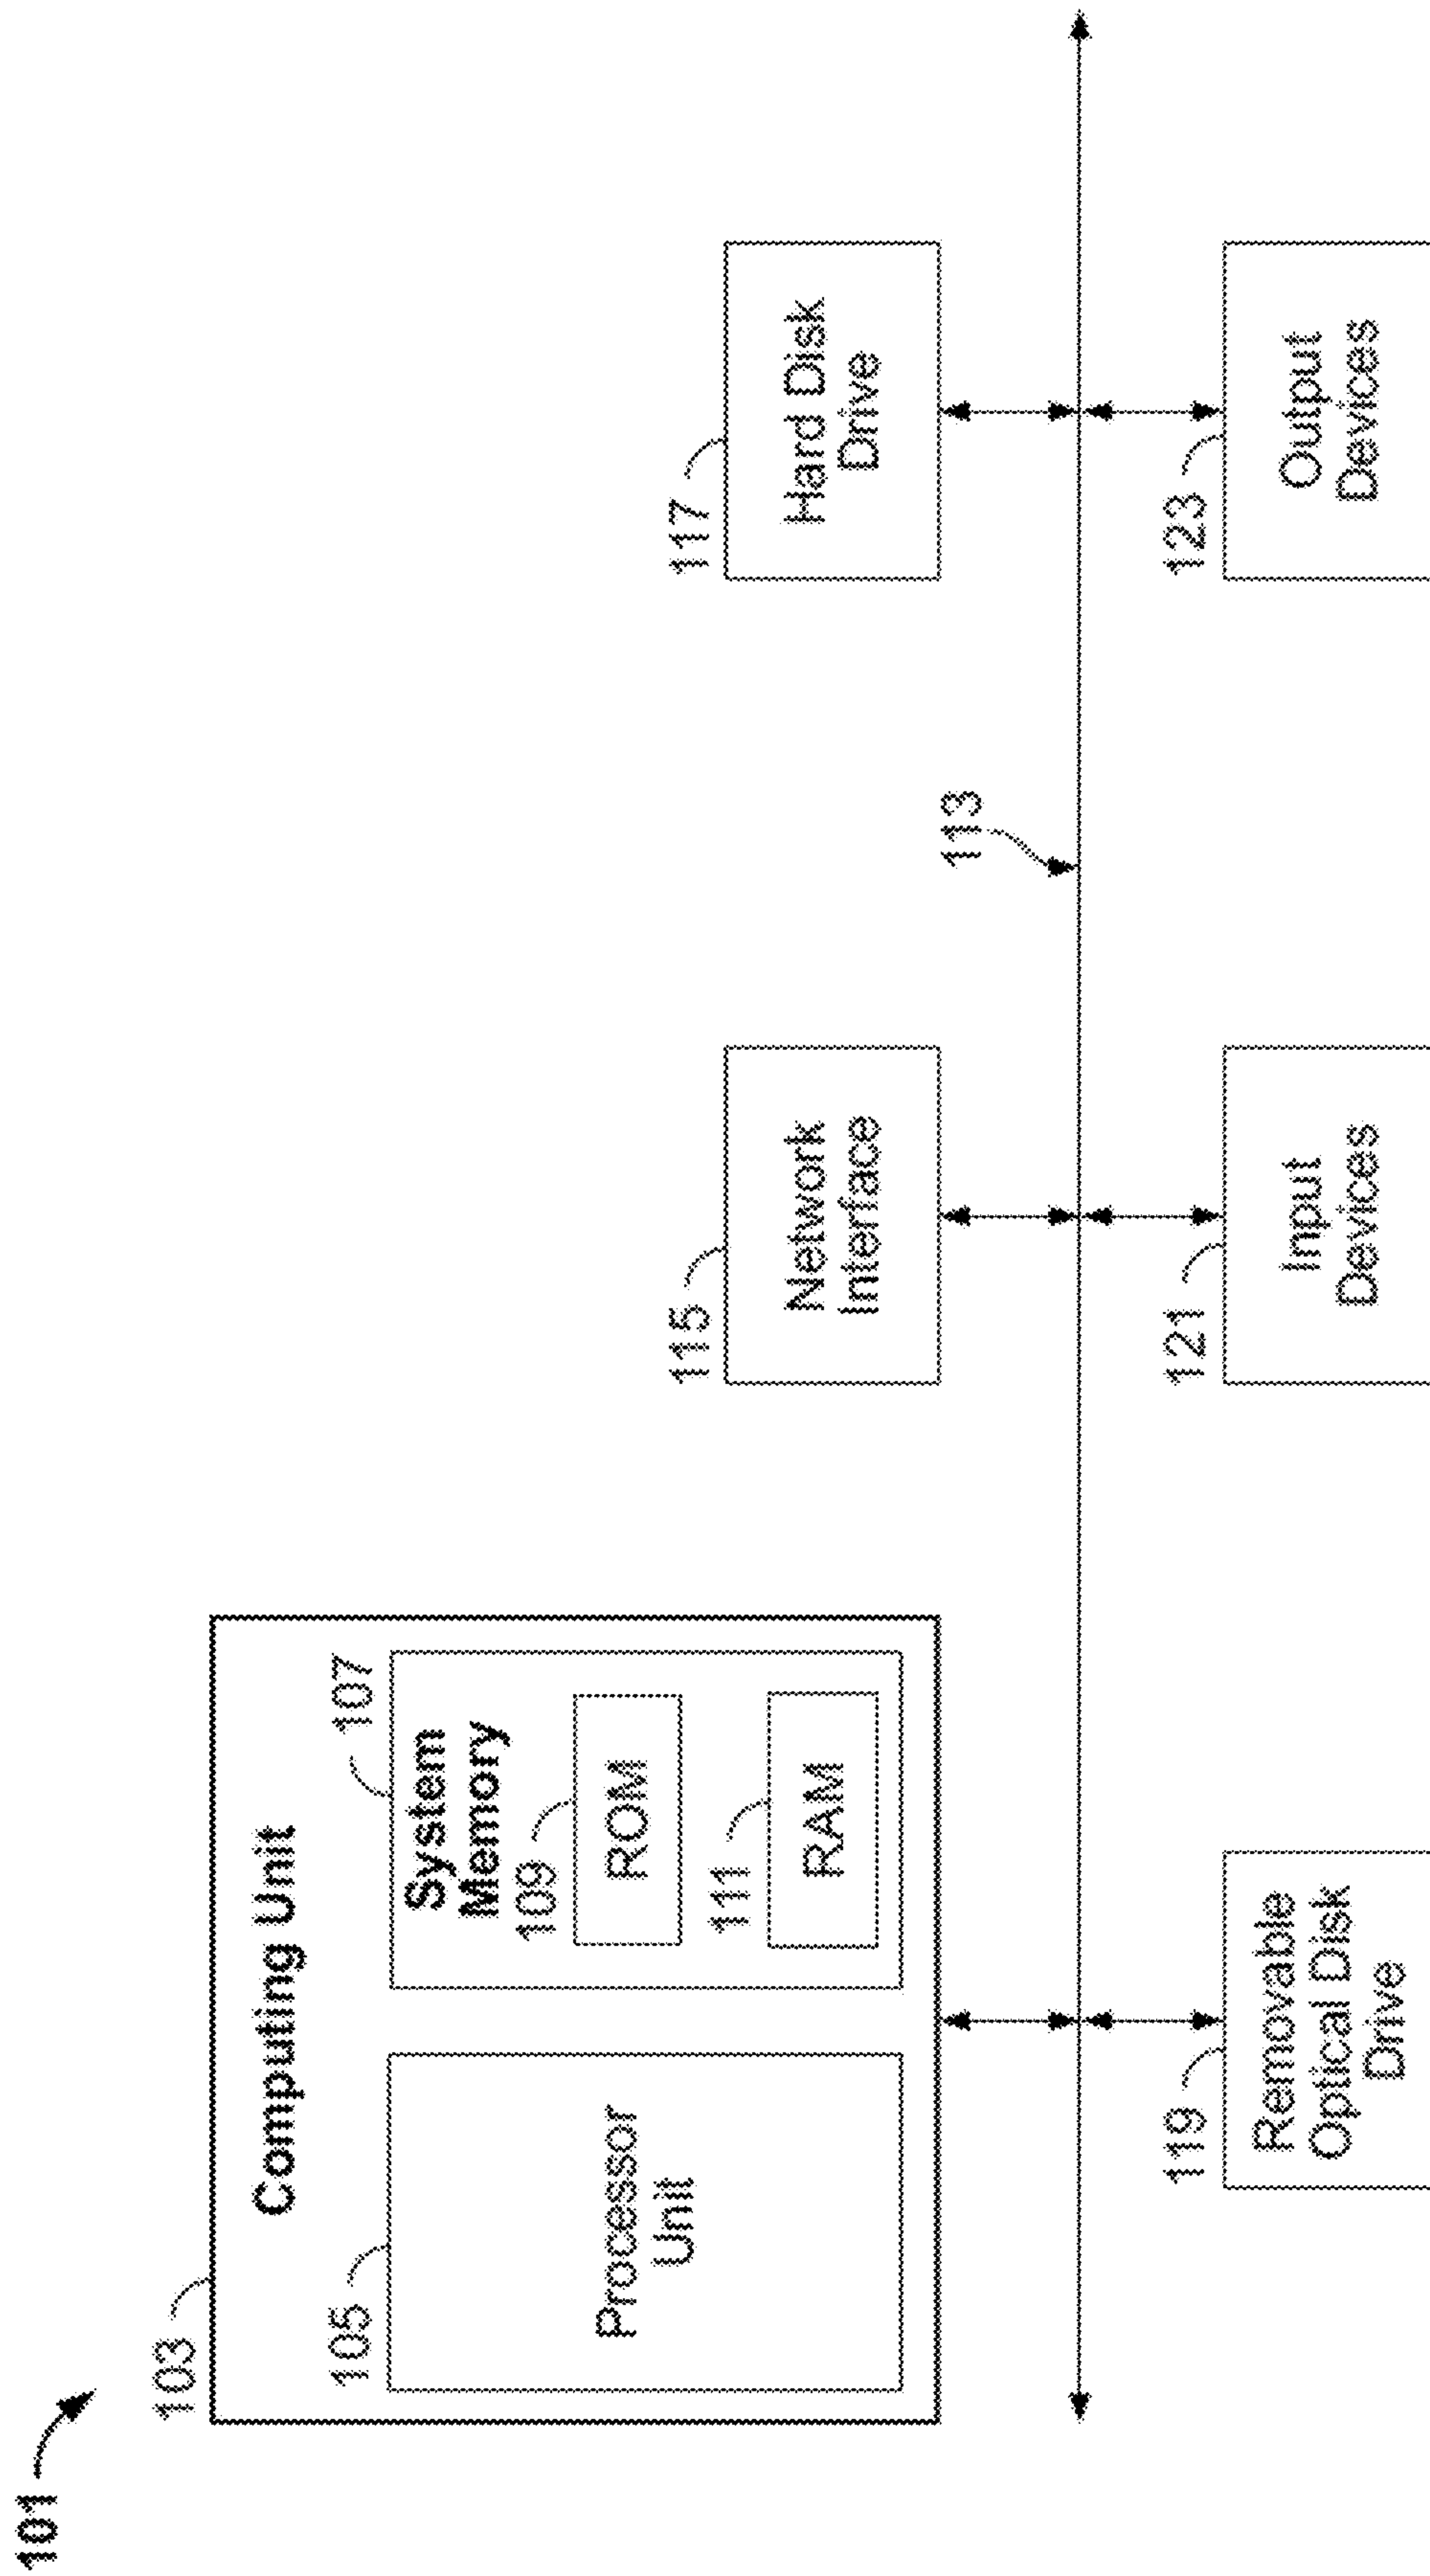 101
103
Computing Unit
105
Processor
Unit
107
System
Memory
109
ROM
111
RAM
115
Network
Interface
117
Hard Disk
Drive
113
119
Removable
Optical Disk
Drive
121
Input
Devices
123
Output
Devices